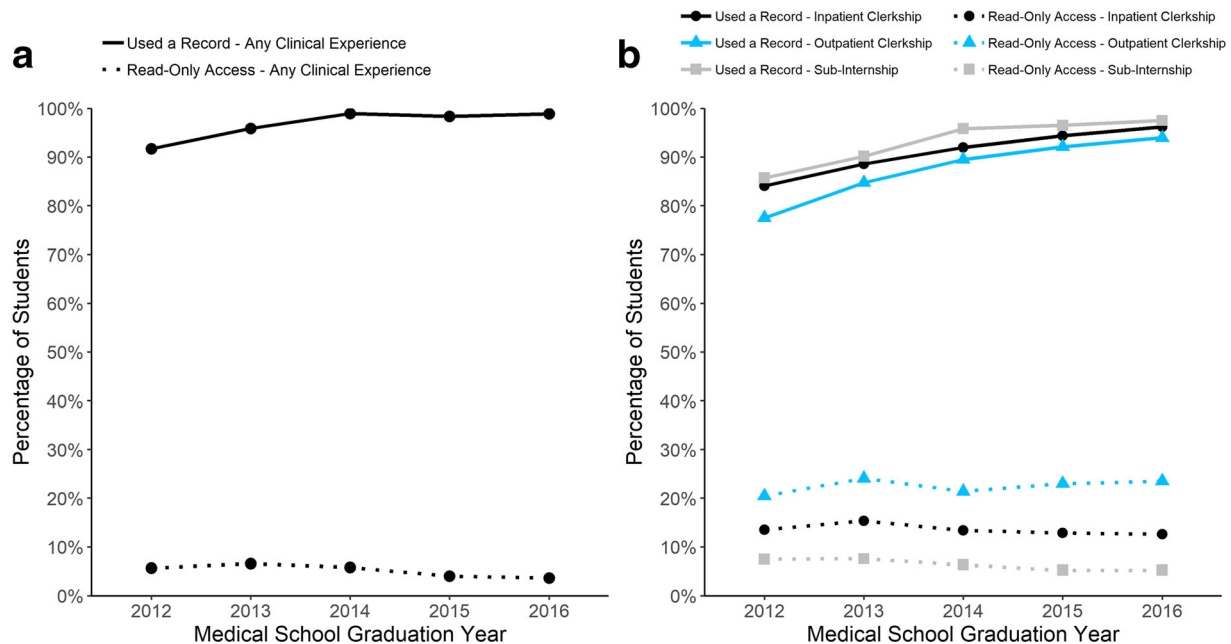 a
Used a Record - Any Clinical Experience
Read-Only Access - Any Clinical Experience
Percentage of Students
100%
90%
80%
70%
60%
50%
40%
30%
20%
10%
0%
2012 2013 2014 2015 2016
Medical School Graduation Year
b
Used a Record - Inpatient Clerkship Read-Only Access - Inpatient Clerkship
Used a Record - Outpatient Clerkship Read-Only Access - Outpatient Clerkship
Used a Record - Sub-Internship Read-Only Access - Sub-Internship
Percentage of Students
100%
90%
80%
70%
60%
50%
40%
30%
20%
10%
0%
2012 2013 2014 2015 2016
Medical School Graduation Year